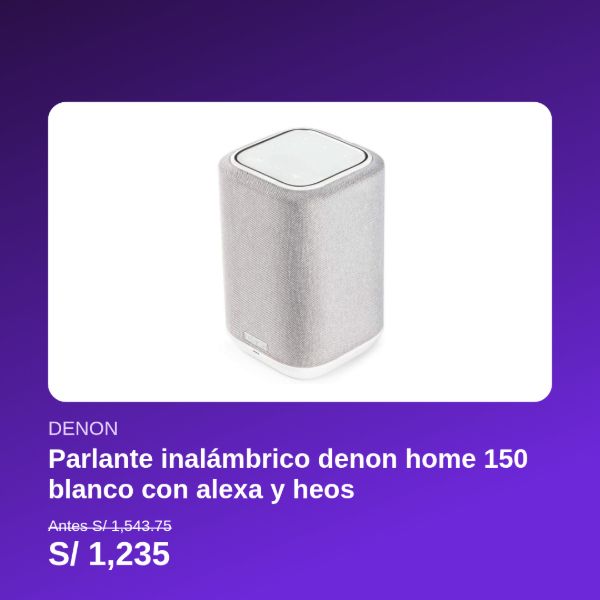 DENON
Parlante inalámbrico denon home 150
blanco con alexa y heos
Antes S/ 1,543.75
S/ 1,235